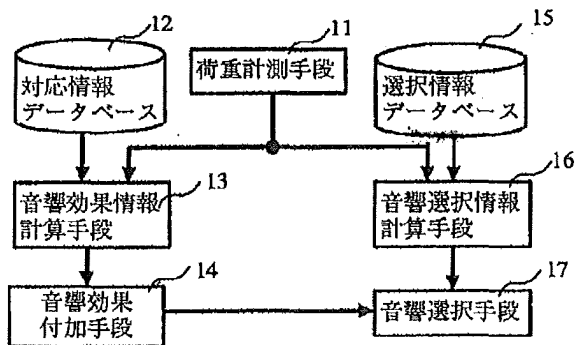 12
対応情報
データベース
11
荷重計測手段
15
選択情報
データベース
13
音響効果情報
計算手段
16
音響選択情報
計算手段
14
音響効果
付加手段
17
音響選択手段